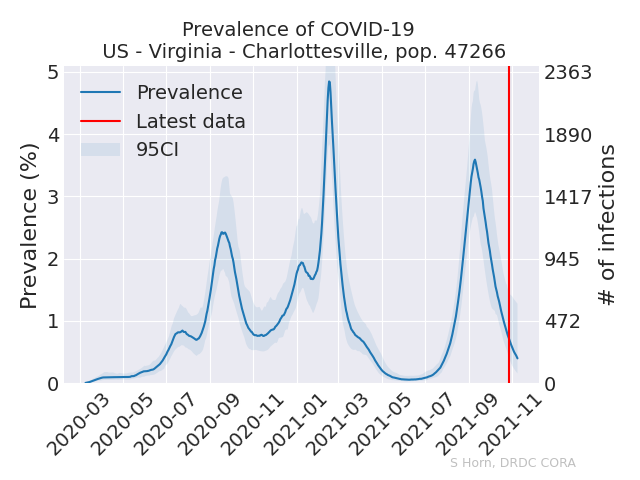 Prevalence of COVID-19
US - Virginia - Charlottesville, pop. 47266
Prevalence
Latest data
95CI
Prevalence (%)
5
4
3
2
1
0
2363
1890
1417
945
472
0
# of infections
2020-03
2020-05
2020-07
2020-09
2020-11
2021-01
2021-03
2021-05
2021-07
2021-09
2021-11
S Horn, DRDC CORA